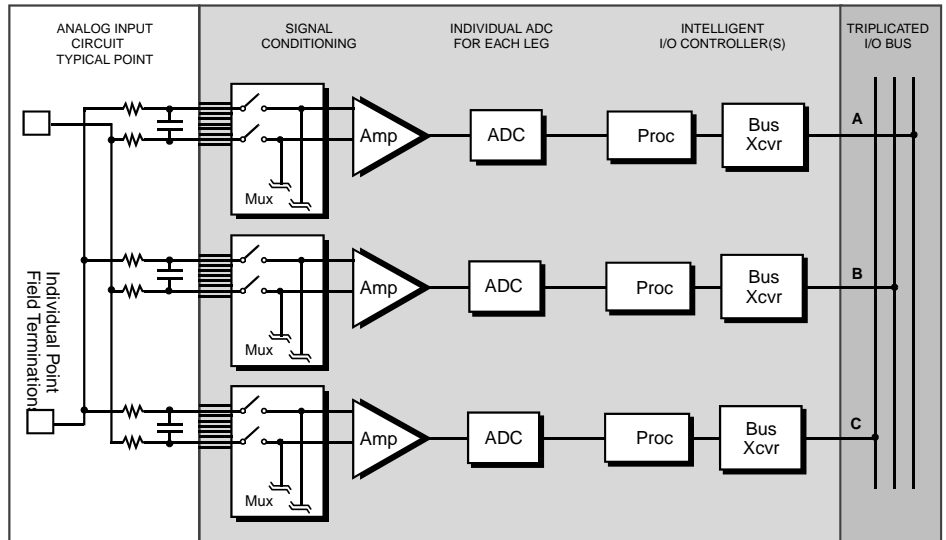 ANALOG INPUT
CIRCUIT
TYPICAL POINT
SIGNAL
CONDITIONING
INDIVIDUAL ADC
FOR EACH LEG
INTELLIGENT
I/O CONTROLLER(S)
TRIPLICATED
I/O BUS
Amp
ADC
Proc
Bus
Xcvr
A
Mux
Amp
ADC
Proc
Bus
Xcvr
B
Mux
Individual Point
Field Terminations
Amp
ADC
Proc
Bus
Xcvr
C
Mux